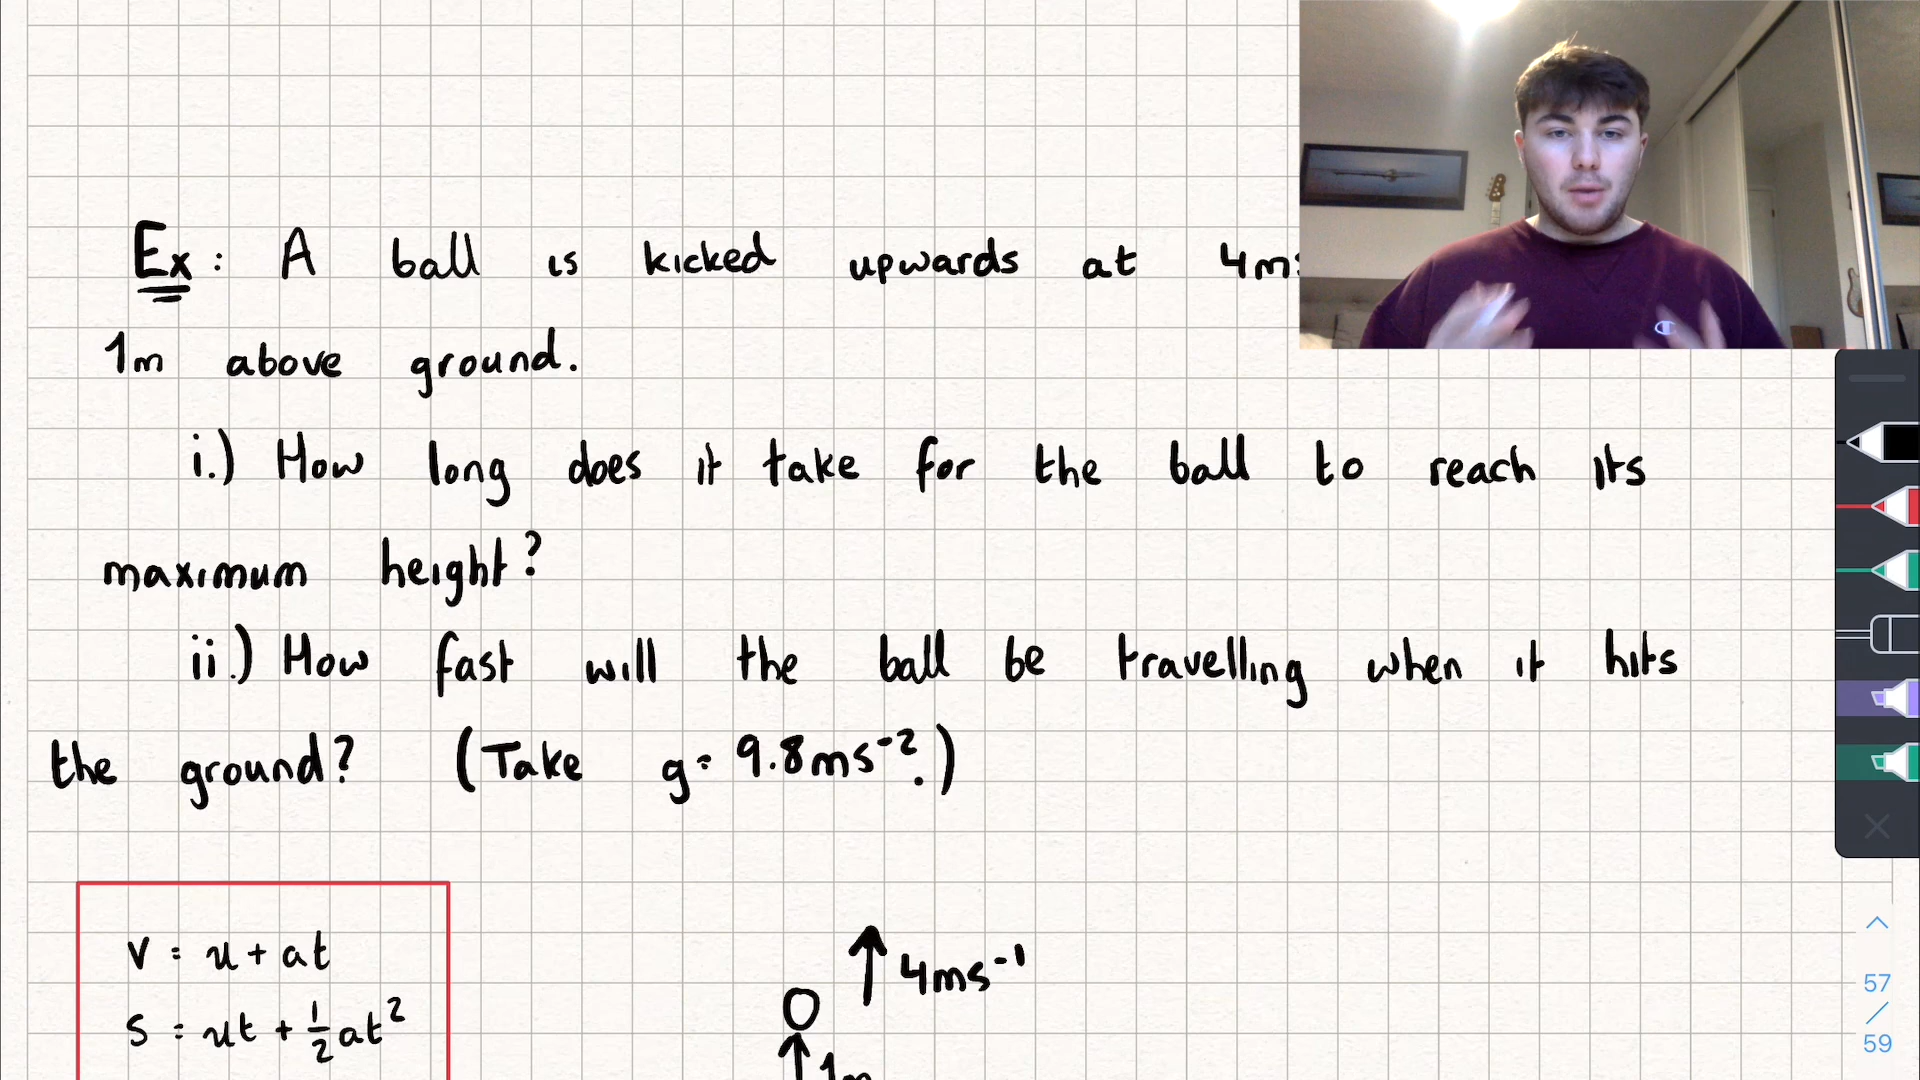 Ex: A ball is kicked upwards at 4ms
1m above ground.
i.) How long does it take for the ball to reach its
maximum height?
ii.) How fast will the ball be travelling when it hits
the ground? (Take g = 9.8ms⁻².)
v = u + at
s = ut + ½at²
4ms⁻¹
1m
57
/
59